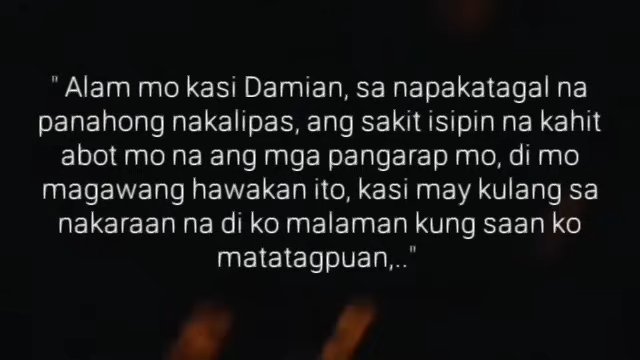 " Alam mo kasi Damian, sa napakatagal na
panahong nakalipas, ang sakit isipin na kahit
abot mo na ang mga pangarap mo, di mo
magawang hawakan ito, kasi may kulang sa
nakaraan na di ko malaman kung saan ko
matatagpuan,.."